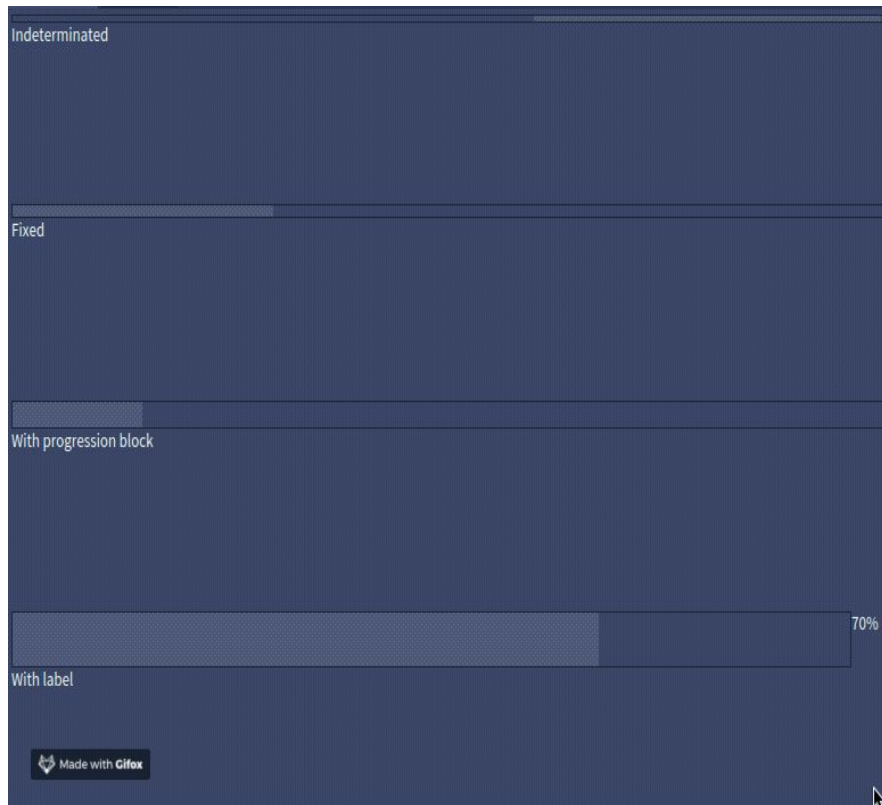 Indeterminated
Fixed
With progression block
70%
With label
Made with Gifox